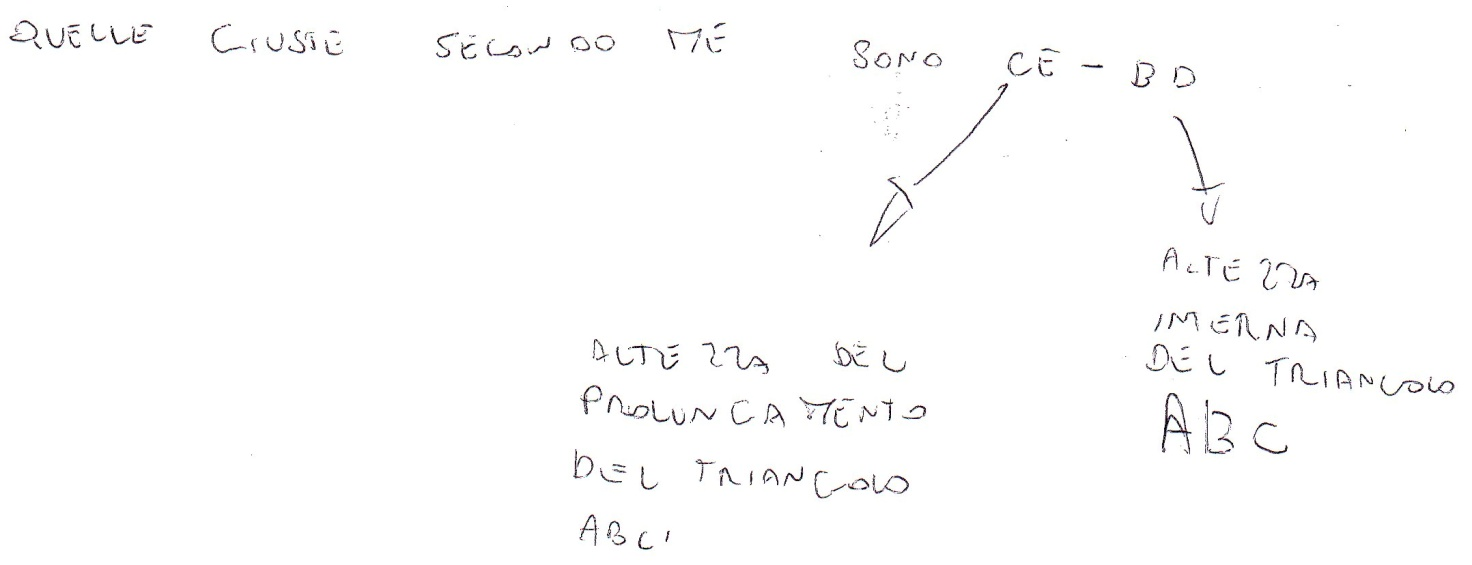 QUELLE GIUSTE SECONDO ME SONO CE - BD
ALTEZZA DEL
PROLUNGAMENTO
DEL TRIANGOLO
ABC
ALTEZZA
INTERNA
DEL TRIANGOLO
ABC